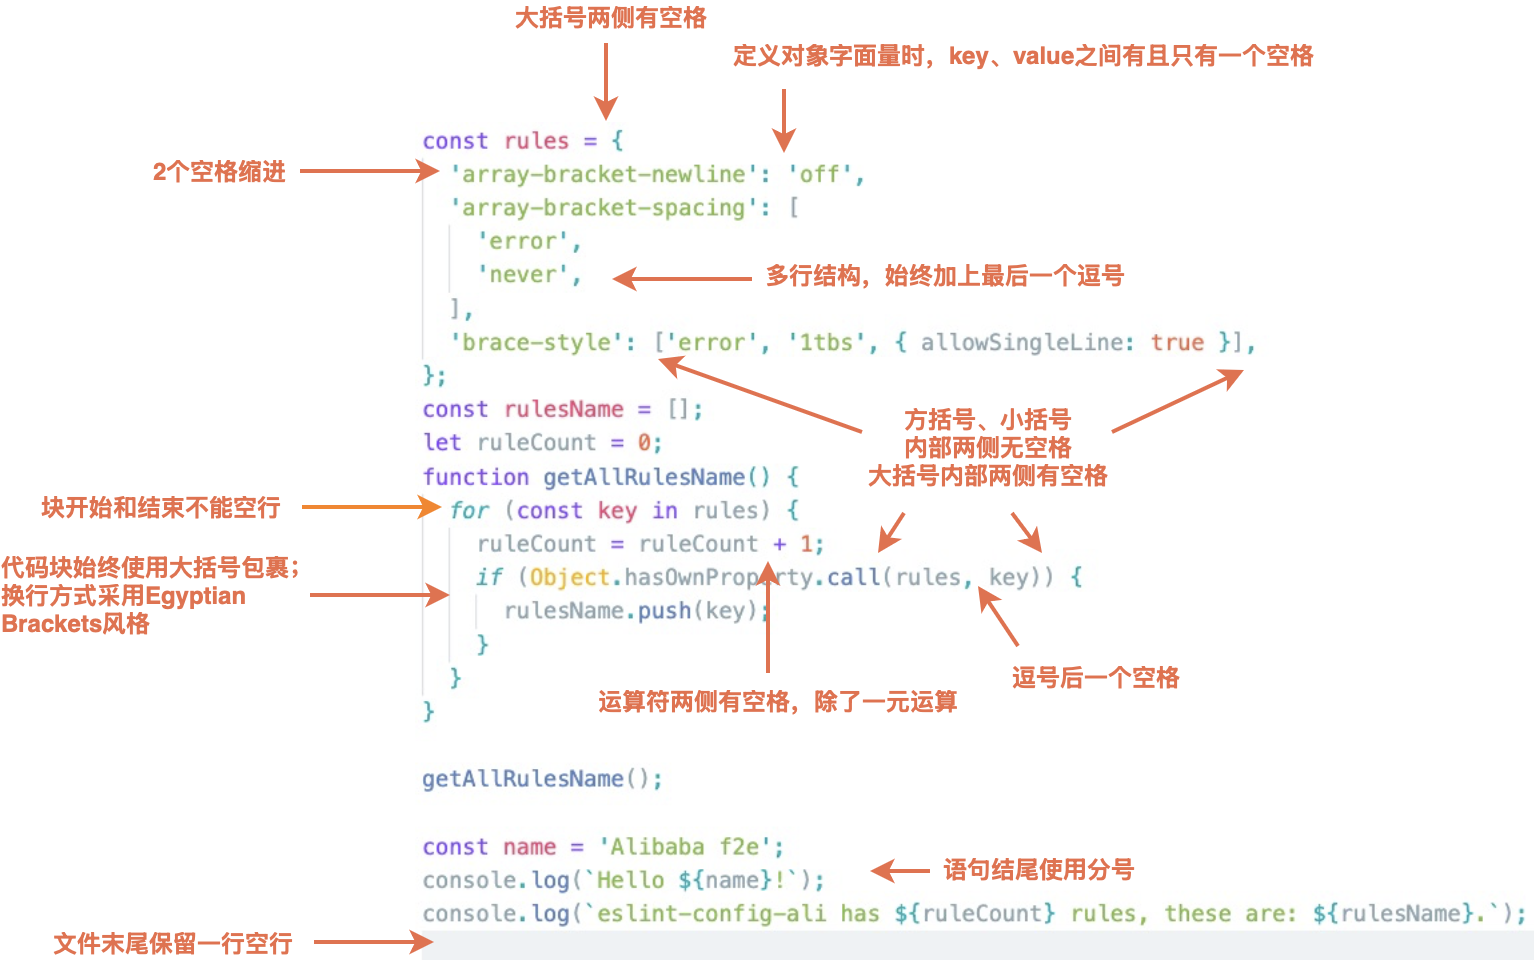 大括号两侧有空格
定义对象字面量时，key、value之间有且只有一个空格
const rules = {
2个空格缩进
  'array-bracket-newline': 'off',
  'array-bracket-spacing': [
    'error',
    'never',
多行结构，始终加上最后一个逗号
  ],
  'brace-style': ['error', '1tbs', { allowSingleLine: true }],
};
const rulesName = [];
let ruleCount = 0;
方括号、小括号
内部两侧无空格
大括号内部两侧有空格
function getAllRulesName() {
块开始和结束不能空行
  for (const key in rules) {
    ruleCount = ruleCount + 1;
代码块始终使用大括号包裹；
换行方式采用Egyptian
Brackets风格
    if (Object.hasOwnProperty.call(rules, key)) {
      rulesName.push(key);
    }
  }
逗号后一个空格
运算符两侧有空格，除了一元运算
}
getAllRulesName();
const name = 'Alibaba f2e';
console.log(`Hello ${name}!`);
语句结尾使用分号
console.log(`eslint-config-ali has ${ruleCount} rules, these are: ${rulesName}.`);
文件末尾保留一行空行